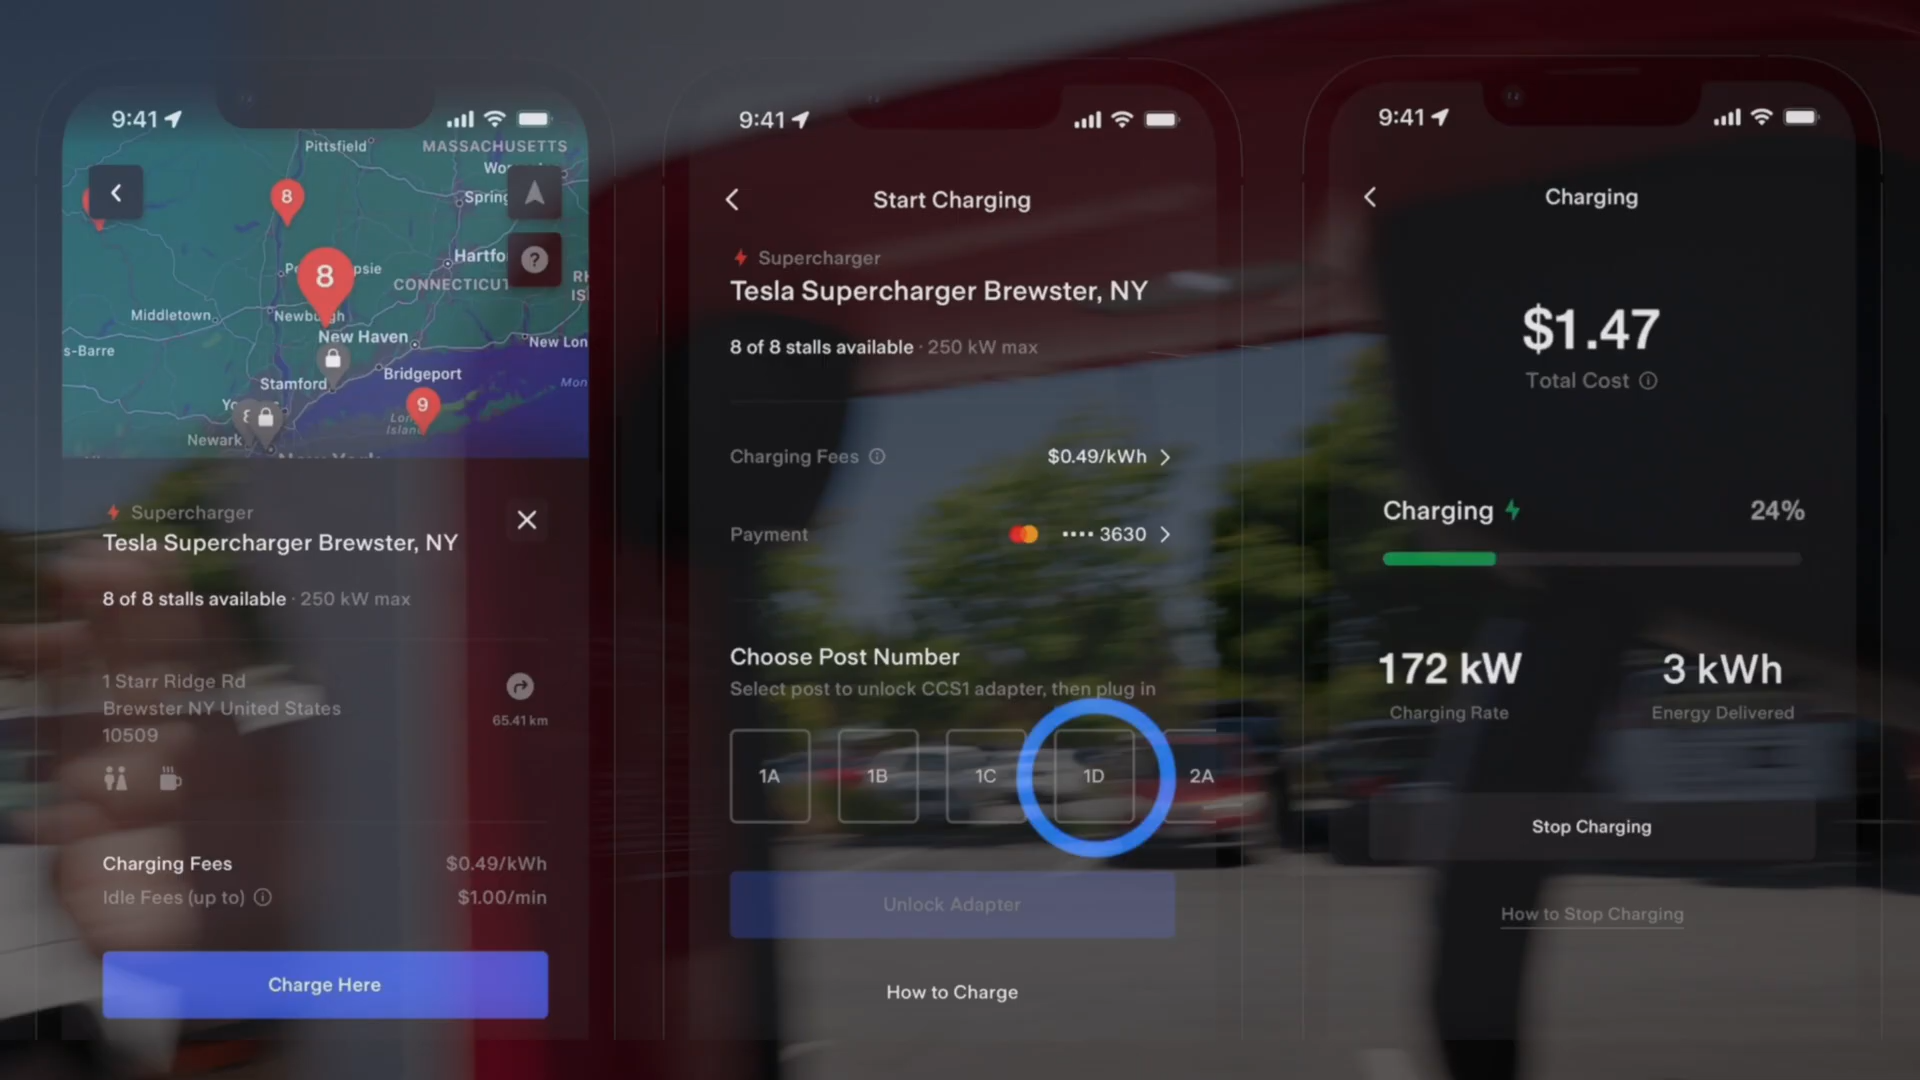 9:41
Pittsfield
MASSACHUSETTS
8
Hartfo
8
CONNECTICUT
Middletown
New Haven
s-Barre
New Lon
Stamford
Bridgeport
9
Newark
Supercharger
Tesla Supercharger Brewster, NY
8 of 8 stalls available · 250 kW max
1 Starr Ridge Rd
Brewster NY United States
10509
65.41 km
Charging Fees $0.49/kWh
Idle Fees (up to) $1.00/min
Charge Here
9:41
Start Charging
Supercharger
Tesla Supercharger Brewster, NY
8 of 8 stalls available · 250 kW max
Charging Fees $0.49/kWh
Payment •••• 3630
Choose Post Number
Select post to unlock CCS1 adapter, then plug in
1A 1B 1C 1D 2A
Unlock Adapter
How to Charge
9:41
Charging
$1.47
Total Cost
Charging 24%
172 kW 3 kWh
Charging Rate Energy Delivered
Stop Charging
How to Stop Charging